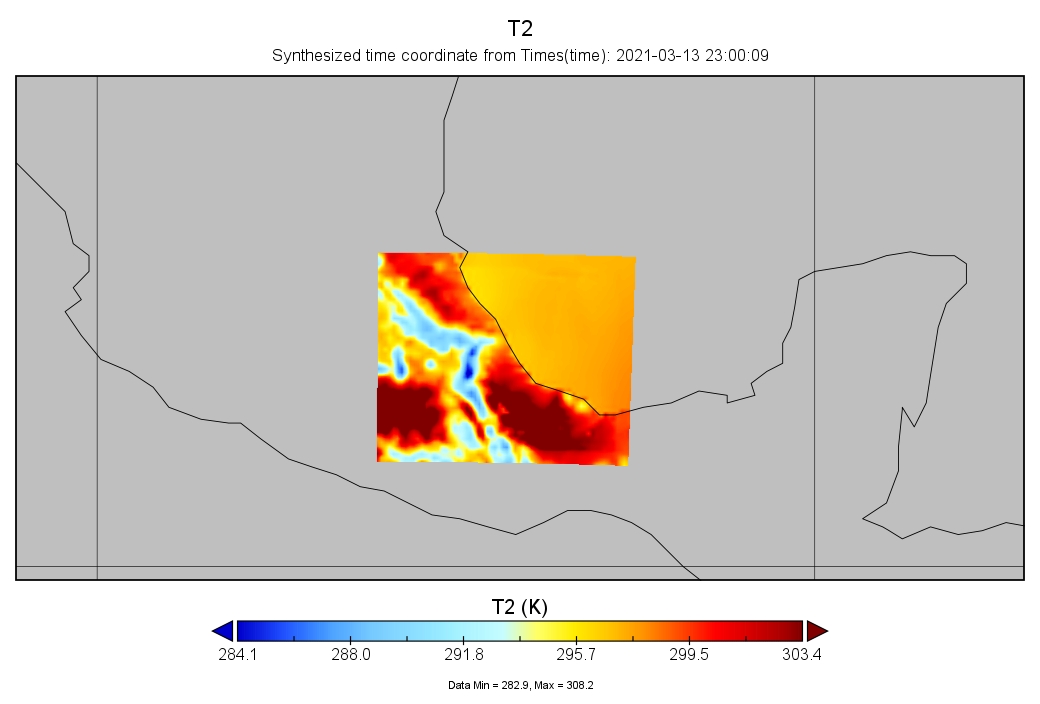 T2
Synthesized time coordinate from Times(time): 2021-03-13 23:00:09
T2 (K)
284.1 288.0 291.8 295.7 299.5 303.4
Data Min = 282.9, Max = 308.2